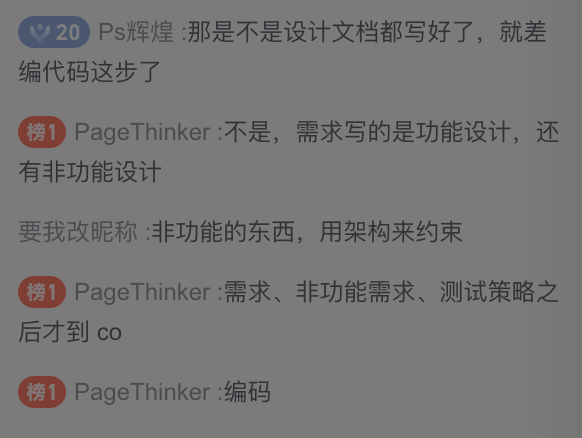 20 Ps辉煌 :那是不是设计文档都写好了，就差
编代码这步了
榜1 PageThinker :不是，需求写的是功能设计，还
有非功能设计
要我改昵称 :非功能的东西，用架构来约束
榜1 PageThinker :需求、非功能需求、测试策略之
后才到 co
榜1 PageThinker :编码